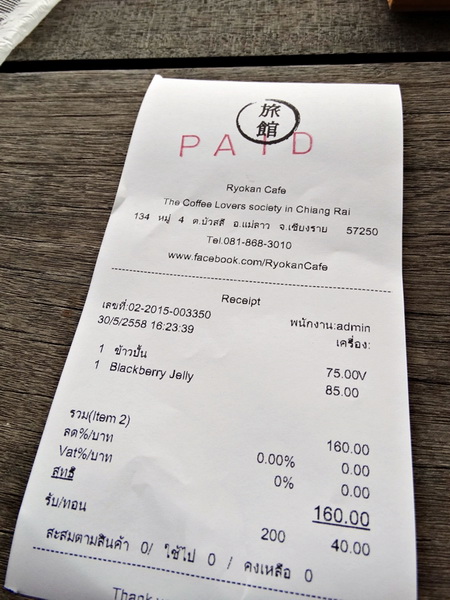 旅館
PAID
Ryokan Cafe
The Coffee Lovers society in Chiang Rai
134 หมู่ 4 ต.บัวสลี อ.แม่ลาว จ.เชียงราย 57250
Tel.081-868-3010
www.facebook.com/RyokanCafe
Receipt
เลขที่:02-2015-003350 พนักงาน:admin
30/5/2558 16:23:39 เครื่อง:
1 ข้าวปั้น 75.00V
1 Blackberry Jelly 85.00
รวม(Item 2) 160.00
ลด%/บาท 0.00% 0.00
Vat%/บาท 0% 0.00
สุทธิ 160.00
รับ/ทอน 200 40.00
สะสมตามสินค้า 0/ ใช้ไป 0 / คงเหลือ 0
Thank